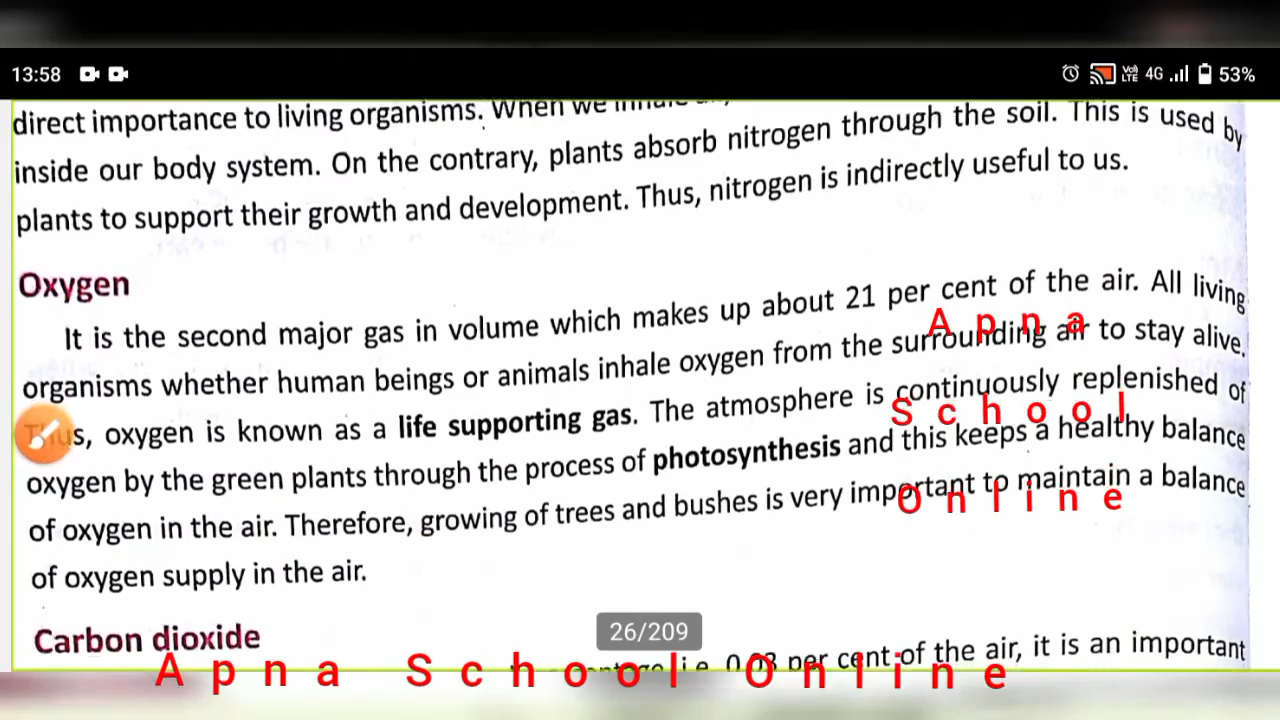 13:58
4G
53%
direct importance to living organisms. When we inhale
inside our body system. On the contrary, plants absorb nitrogen through the soil. This is used by
plants to support their growth and development. Thus, nitrogen is indirectly useful to us.
Oxygen
It is the second major gas in volume which makes up about 21 per cent of the air. All living
organisms whether human beings or animals inhale oxygen from the surrounding air to stay alive.
Thus, oxygen is known as a life supporting gas. The atmosphere is continuously replenished of
oxygen by the green plants through the process of photosynthesis and this keeps a healthy balance
of oxygen in the air. Therefore, growing of trees and bushes is very important to maintain a balance
of oxygen supply in the air.
Apna
School
Online
26/209
Carbon dioxide
i.e. 0.03 per cent of the air, it is an important
Apna School Online